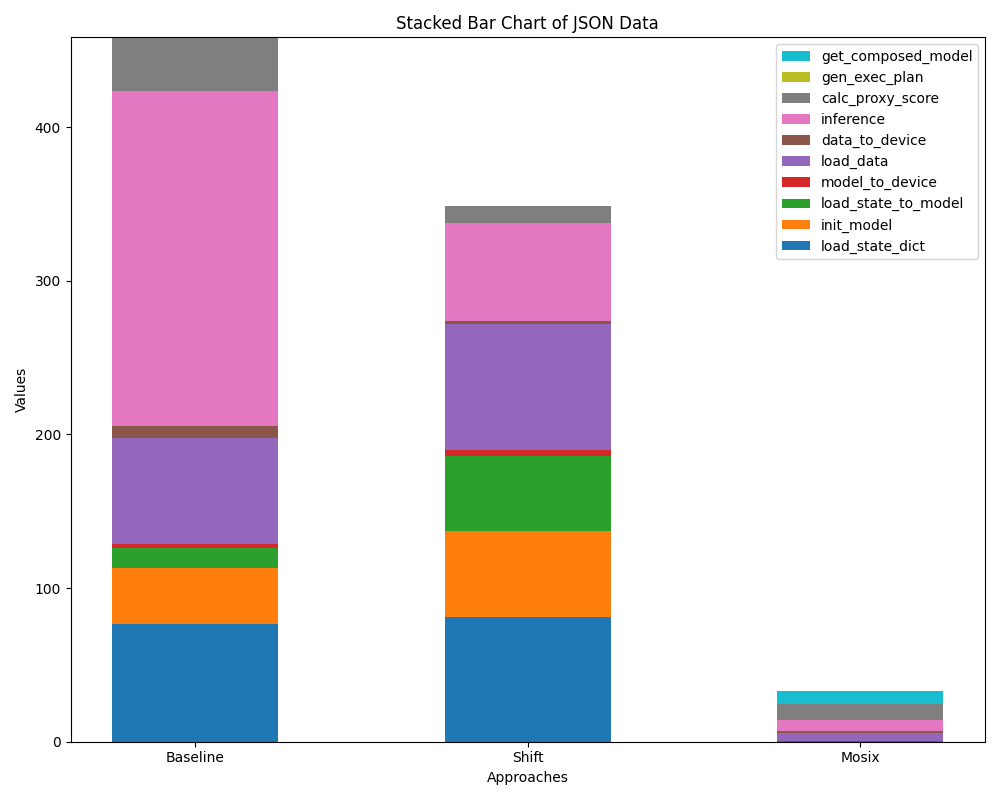 Stacked Bar Chart of JSON Data
get_composed_model
gen_exec_plan
calc_proxy_score
inference
data_to_device
load_data
model_to_device
load_state_to_model
init_model
load_state_dict
Values
400
300
200
100
0
Baseline
Shift
Mosix
Approaches